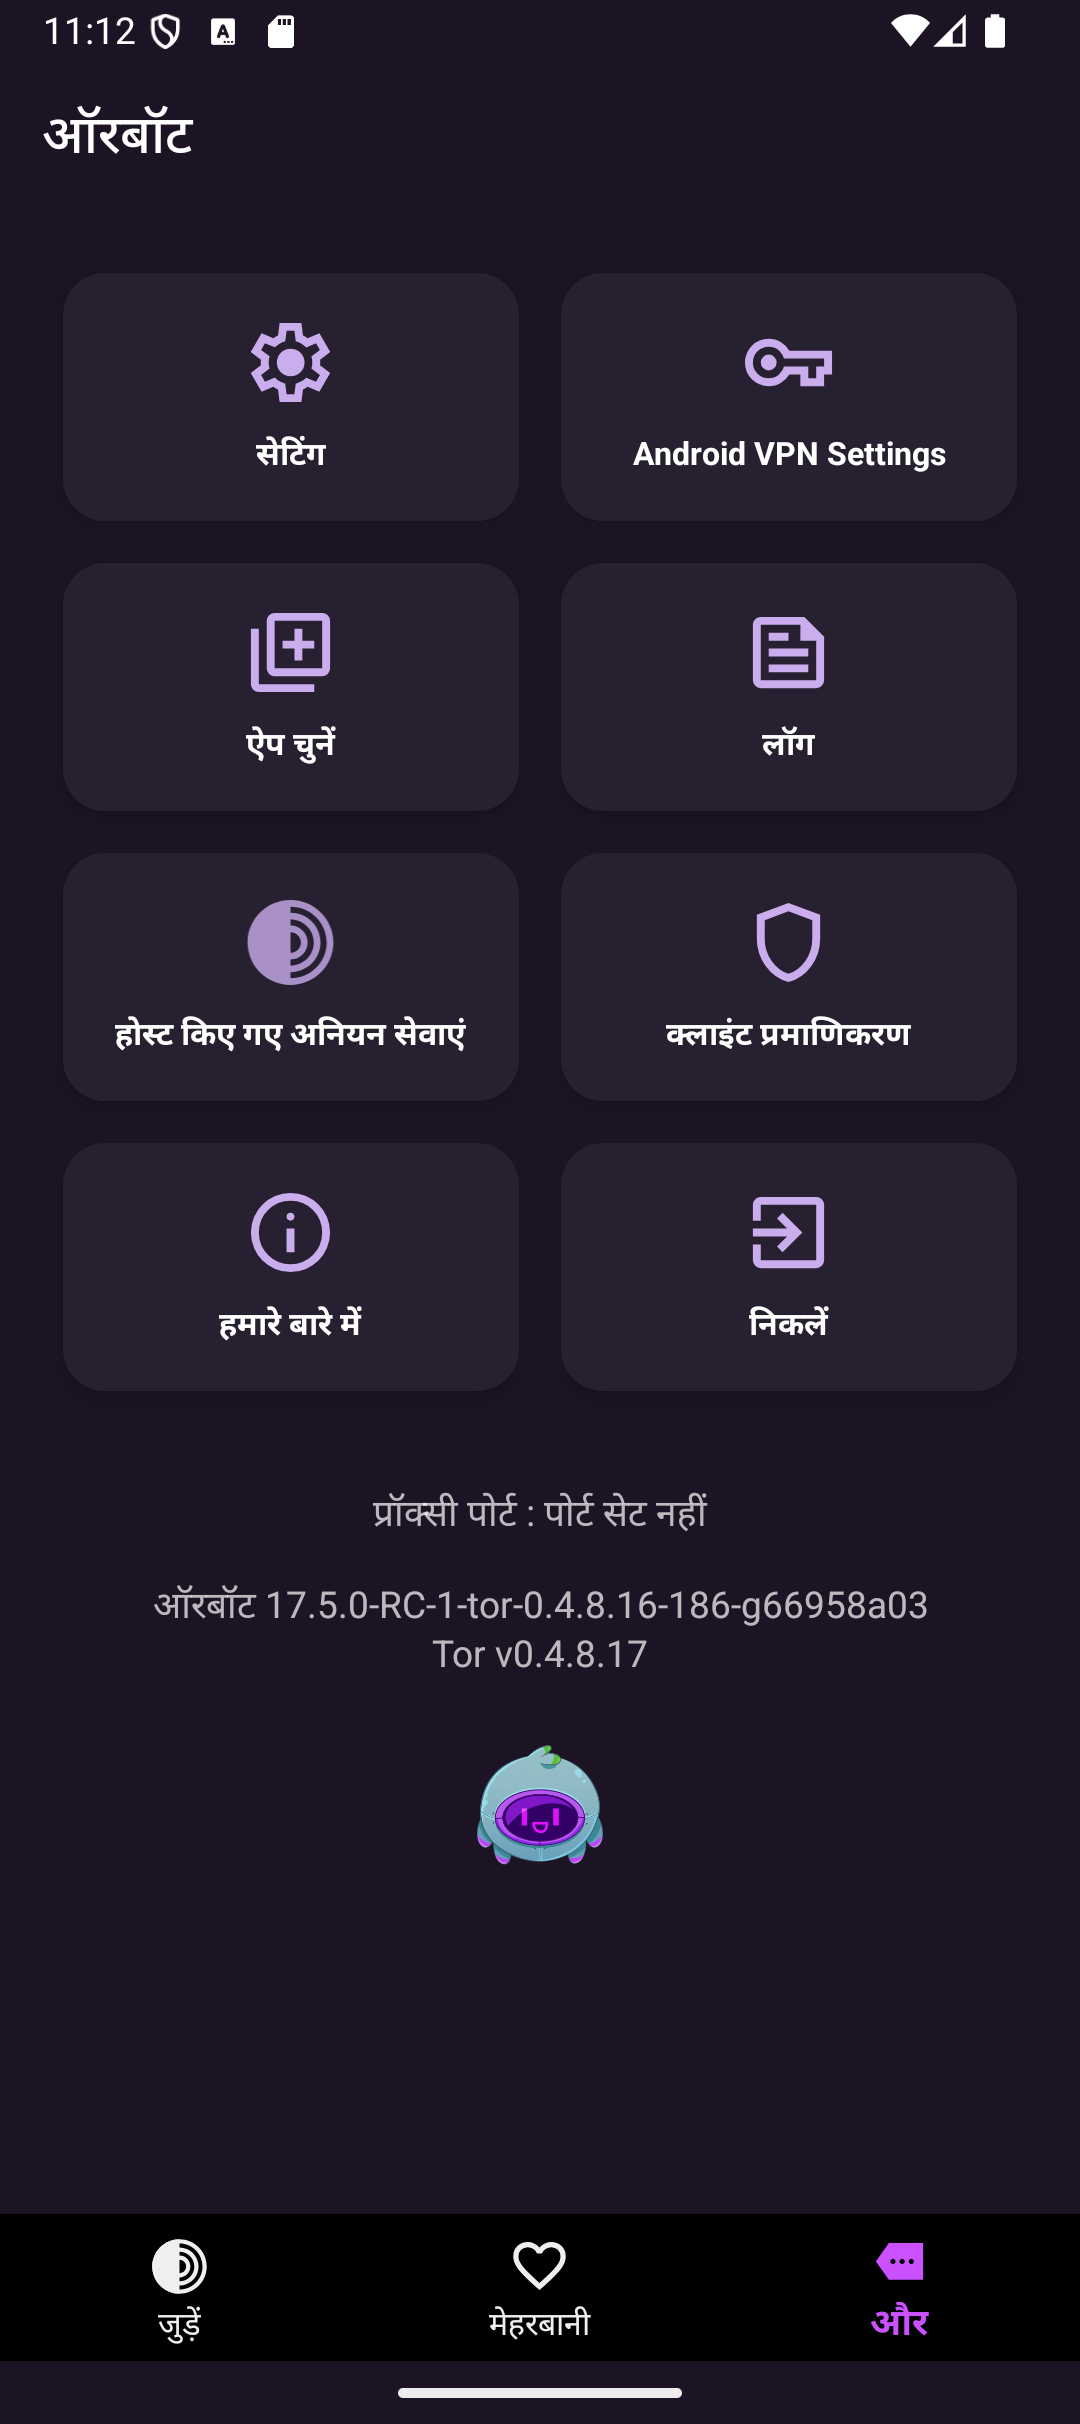 11:12
ऑरबॉट
सेटिंग
Android VPN Settings
ऐप चुनें
लॉग
होस्ट किए गए अनियन सेवाएं
क्लाइंट प्रमाणिकरण
हमारे बारे में
निकलें
प्रॉक्सी पोर्ट : पोर्ट सेट नहीं
ऑरबॉट 17.5.0-RC-1-tor-0.4.8.16-186-g66958a03
Tor v0.4.8.17
जुड़ें
मेहरबानी
और